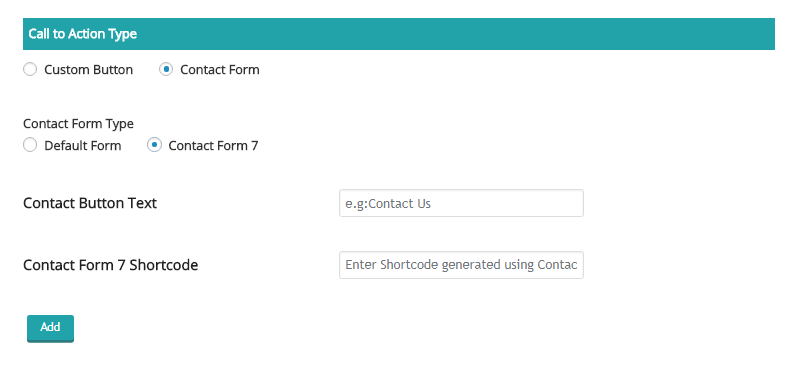 Call to Action Type
Custom Button Contact Form
Contact Form Type
Default Form Contact Form 7
Contact Button Text e.g:Contact Us
Contact Form 7 Shortcode Enter Shortcode generated using Contac
Add